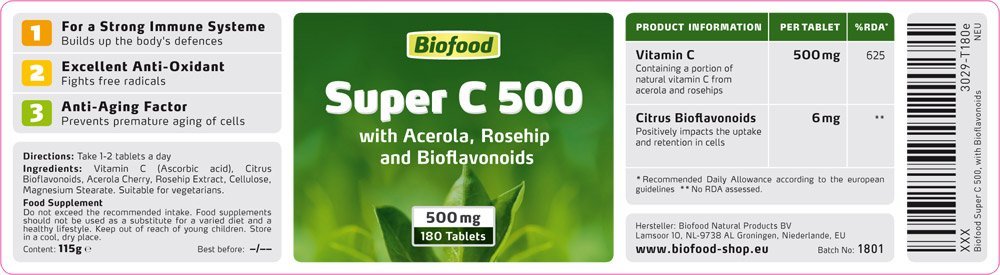 1 For a Strong Immune Systeme
Builds up the body's defences
2 Excellent Anti-Oxidant
Fights free radicals
3 Anti-Aging Factor
Prevents premature aging of cells
Directions: Take 1-2 tablets a day
Ingredients: Vitamin C (Ascorbic acid), Citrus
Bioflavonoids, Acerola Cherry, Rosehip Extract, Cellulose,
Magnesium Stearate. Suitable for vegetarians.
Food Supplement
Do not exceed the recommended intake. Food supplements
should not be used as a substitute for a varied diet and a
healthy lifestyle. Keep out of reach of young children. Store
in a cool, dry place.
Content: 115g ℮ Best before: –/––
Biofood
Super C 500
with Acerola, Rosehip
and Bioflavonoids
500 mg
180 Tablets
PRODUCT INFORMATION PER TABLET %RDA*
Vitamin C 500 mg 625
Containing a portion of
natural vitamin C from
acerola and rosehips
Citrus Bioflavonoids 6 mg **
Positively impacts the uptake
and retention in cells
* Recommended Daily Allowance according to the european
guidelines ** No RDA assessed.
Hersteller: Biofood Natural Products BV
Lamsoor 10, NL-9738 AL Groningen, Niederlande, EU
www.biofood-shop.eu Batch No: 1801
XXX
3029-T180e
NEU
Biofood Super C 500, with Bioflavonoids